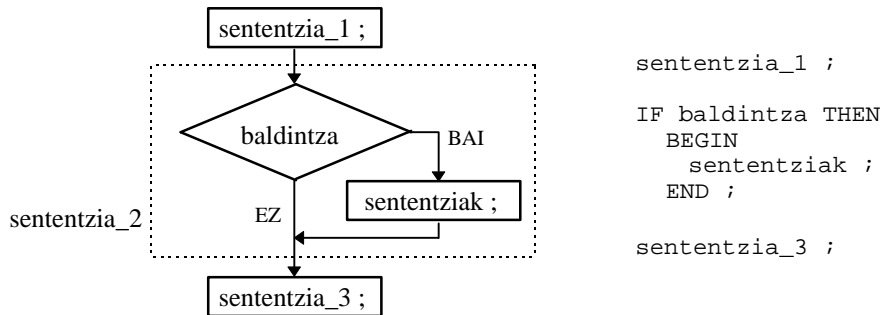 sententzia_1 ;
baldintza
BAI
sententziak ;
EZ
sententzia_2
sententzia_3 ;
sententzia_1 ;
IF baldintza THEN
BEGIN
sententziak ;
END ;
sententzia_3 ;